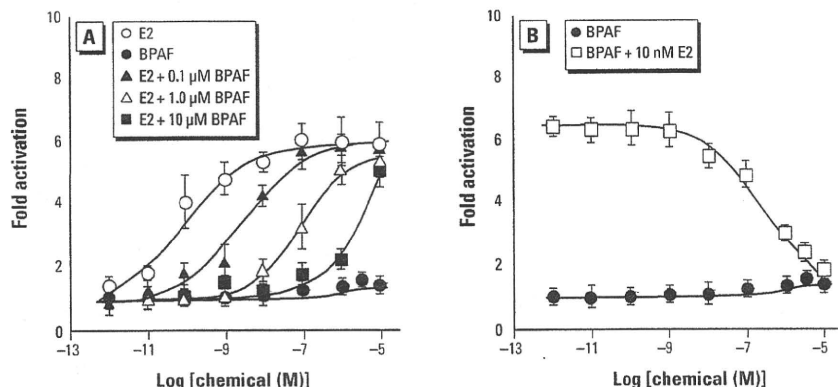 A
E2
BPAF
E2 + 0.1 µM BPAF
E2 + 1.0 µM BPAF
E2 + 10 µM BPAF
Fold activation
10
8
6
4
2
0
-13
-11
-9
-7
-5
Log [chemical (M)]
B
BPAF
BPAF + 10 nM E2
Fold activation
10
8
6
4
2
0
-13
-11
-9
-7
-5
Log [chemical (M)]